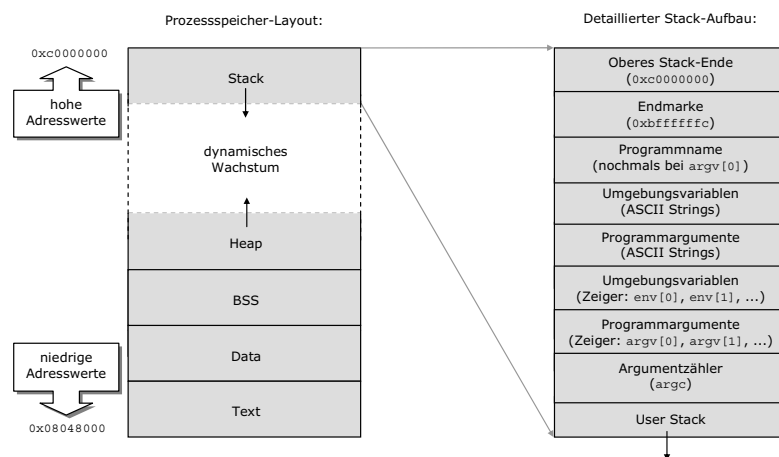 Prozessspeicher-Layout:
0xc0000000
hohe
Adresswerte
Stack
dynamisches
Wachstum
Heap
BSS
Data
Text
niedrige
Adresswerte
0x08048000
Detaillierter Stack-Aufbau:
Oberes Stack-Ende
(0xc0000000)
Endmarke
(0xbffffffc)
Programmname
(nochmals bei argv[0])
Umgebungsvariablen
(ASCII Strings)
Programmargumente
(ASCII Strings)
Umgebungsvariablen
(Zeiger: env[0], env[1], ...)
Programmargumente
(Zeiger: argv[0], argv[1], ...)
Argumentzähler
(argc)
User Stack